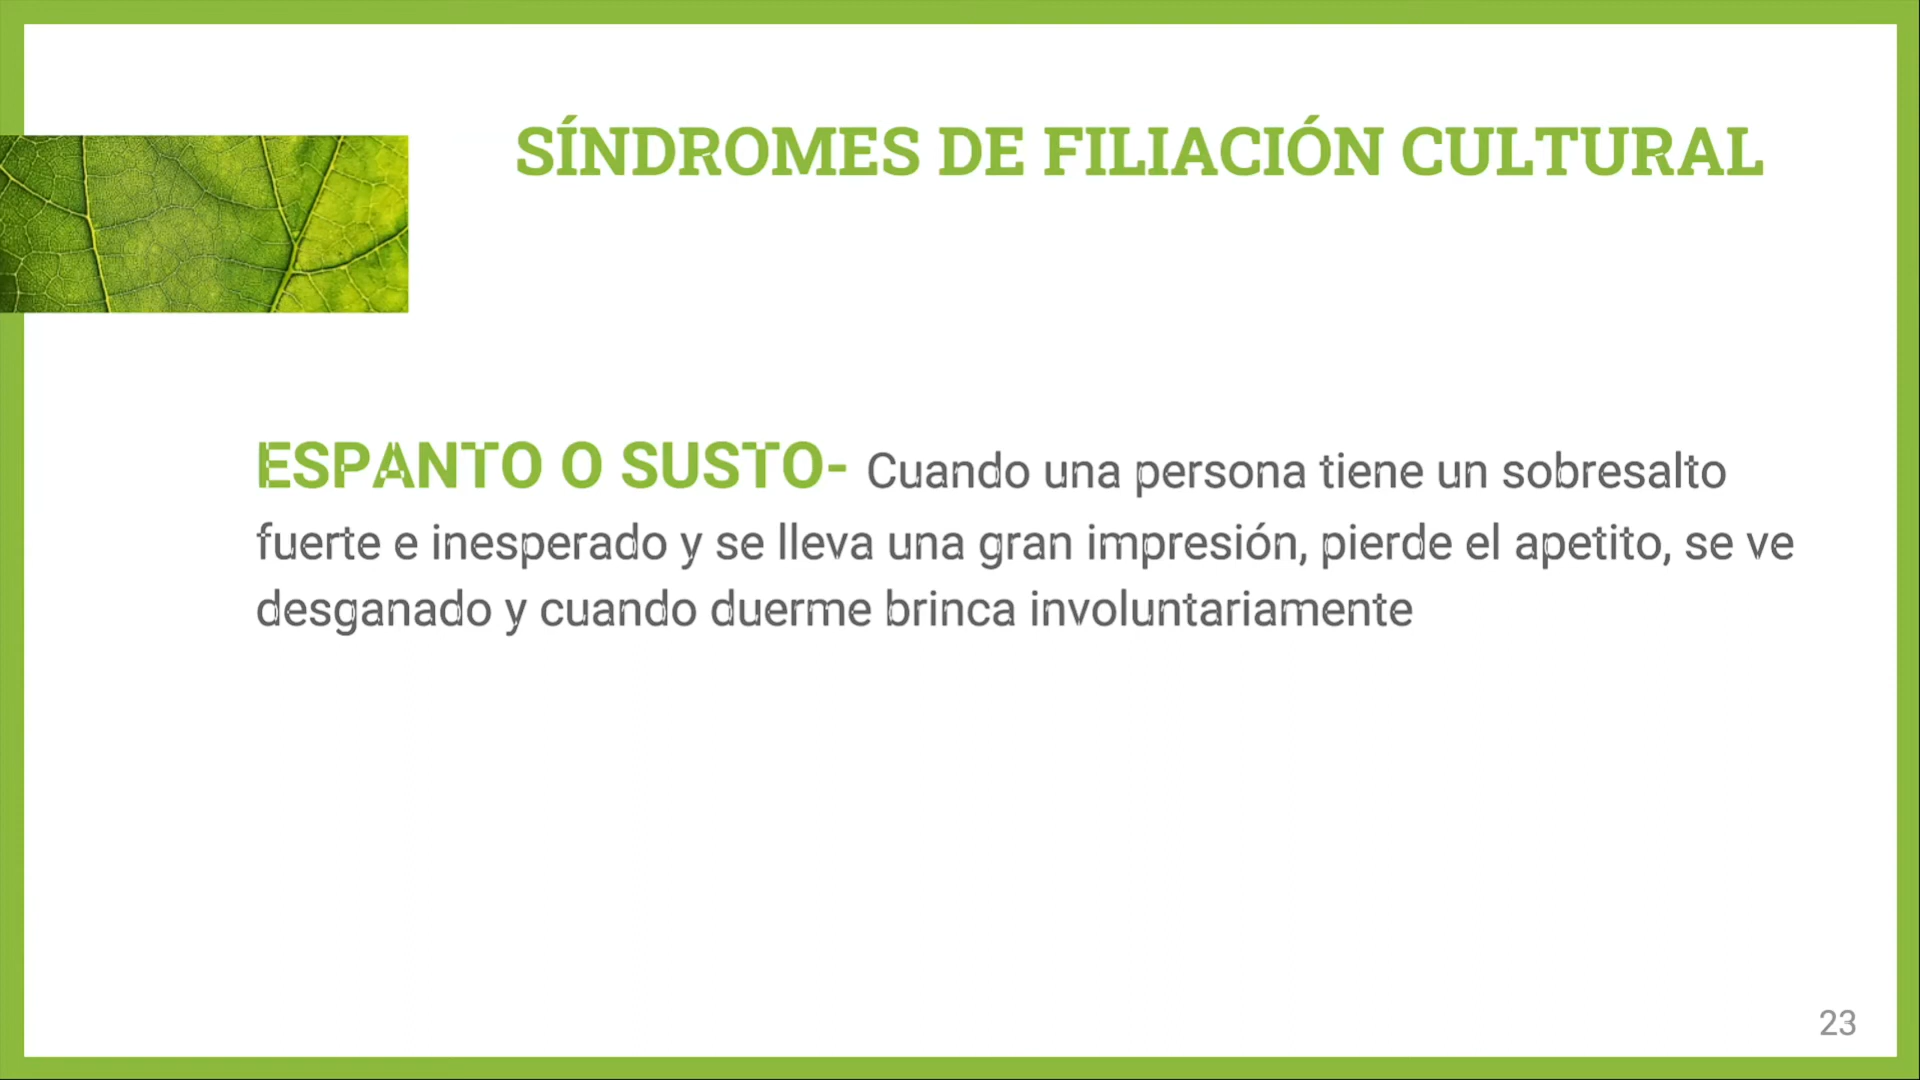 SÍNDROMES DE FILIACIÓN CULTURAL
ESPANTO O SUSTO- Cuando una persona tiene un sobresalto
fuerte e inesperado y se lleva una gran impresión, pierde el apetito, se ve
desganado y cuando duerme brinca involuntariamente
23